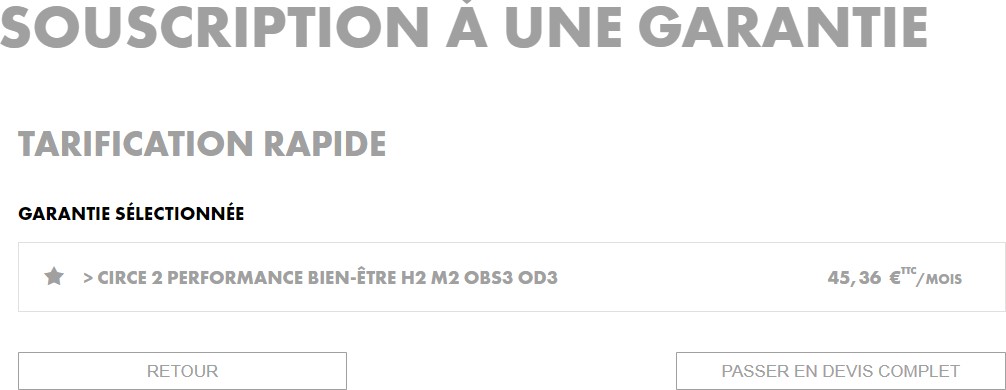 SOUSCRIPTION À UNE GARANTIE
TARIFICATION RAPIDE
GARANTIE SÉLECTIONNÉE
> CIRCE 2 PERFORMANCE BIEN-ÊTRE H2 M2 OBS3 OD3 45,36 €TTC/MOIS
RETOUR PASSER EN DEVIS COMPLET